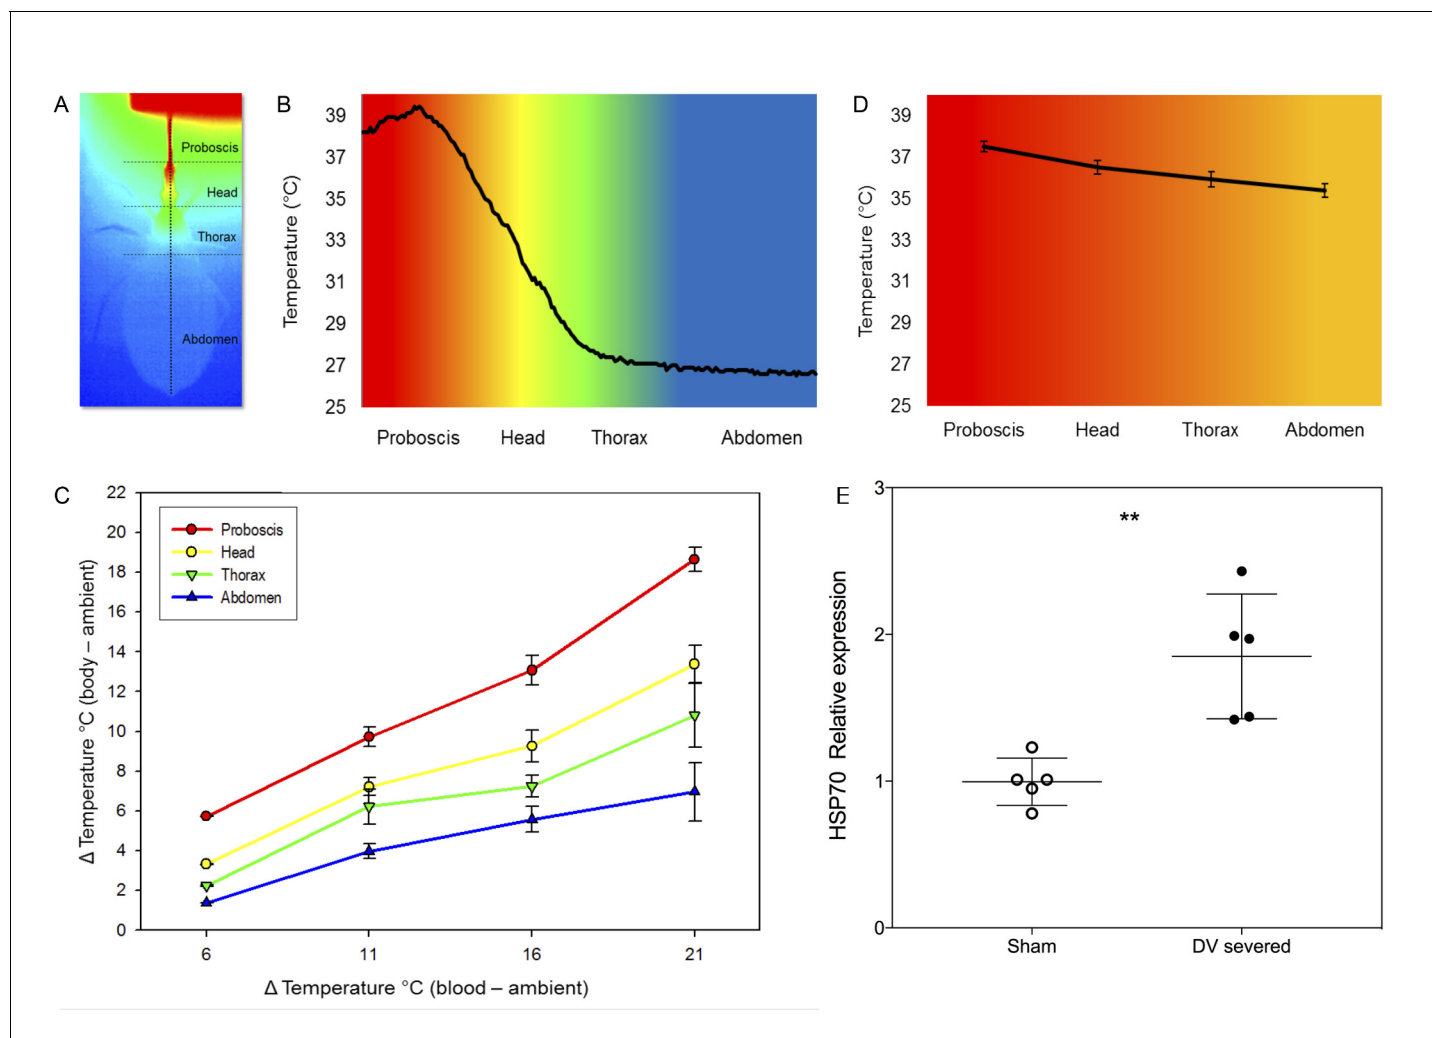 A
Proboscis
Head
Thorax
Abdomen
B
Temperature (°C)
39
37
35
33
31
29
27
25
Proboscis Head Thorax Abdomen
D
Temperature (°C)
39
37
35
33
31
29
27
25
Proboscis Head Thorax Abdomen
C
Δ Temperature °C (body – ambient)
22
20
18
16
14
12
10
8
6
4
2
0
Proboscis
Head
Thorax
Abdomen
6 11 16 21
Δ Temperature °C (blood – ambient)
E
HSP70 Relative expression
3
2
1
0
**
Sham DV severed